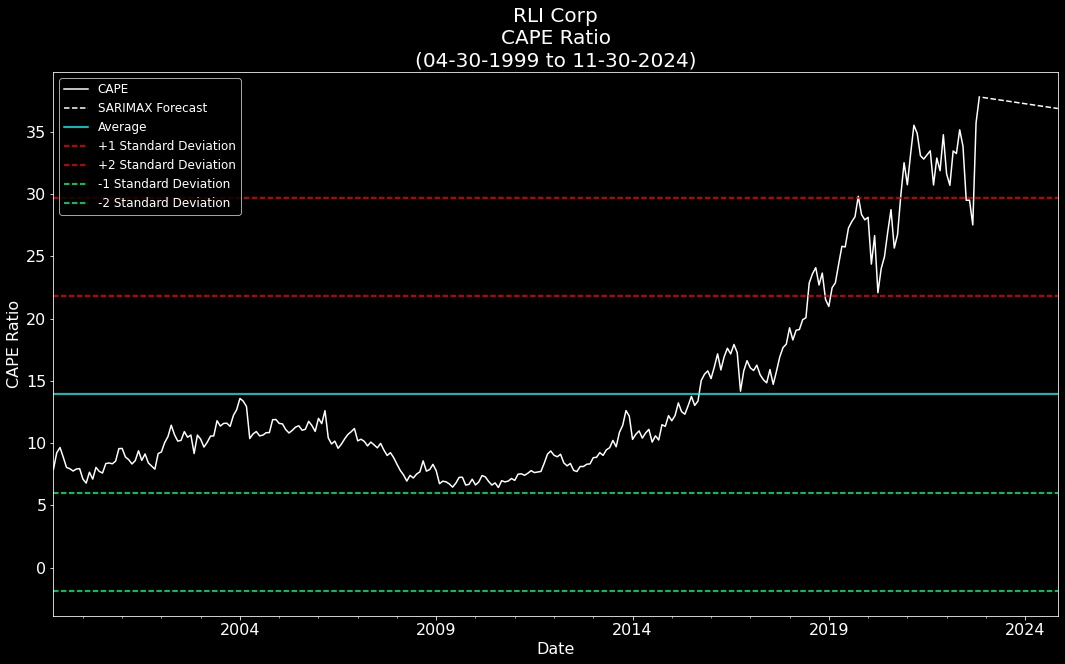 RLI Corp
CAPE Ratio
(04-30-1999 to 11-30-2024)
CAPE
SARIMAX Forecast
Average
+1 Standard Deviation
+2 Standard Deviation
-1 Standard Deviation
-2 Standard Deviation
CAPE Ratio
35
30
25
20
15
10
5
0
2004
2009
2014
2019
2024
Date